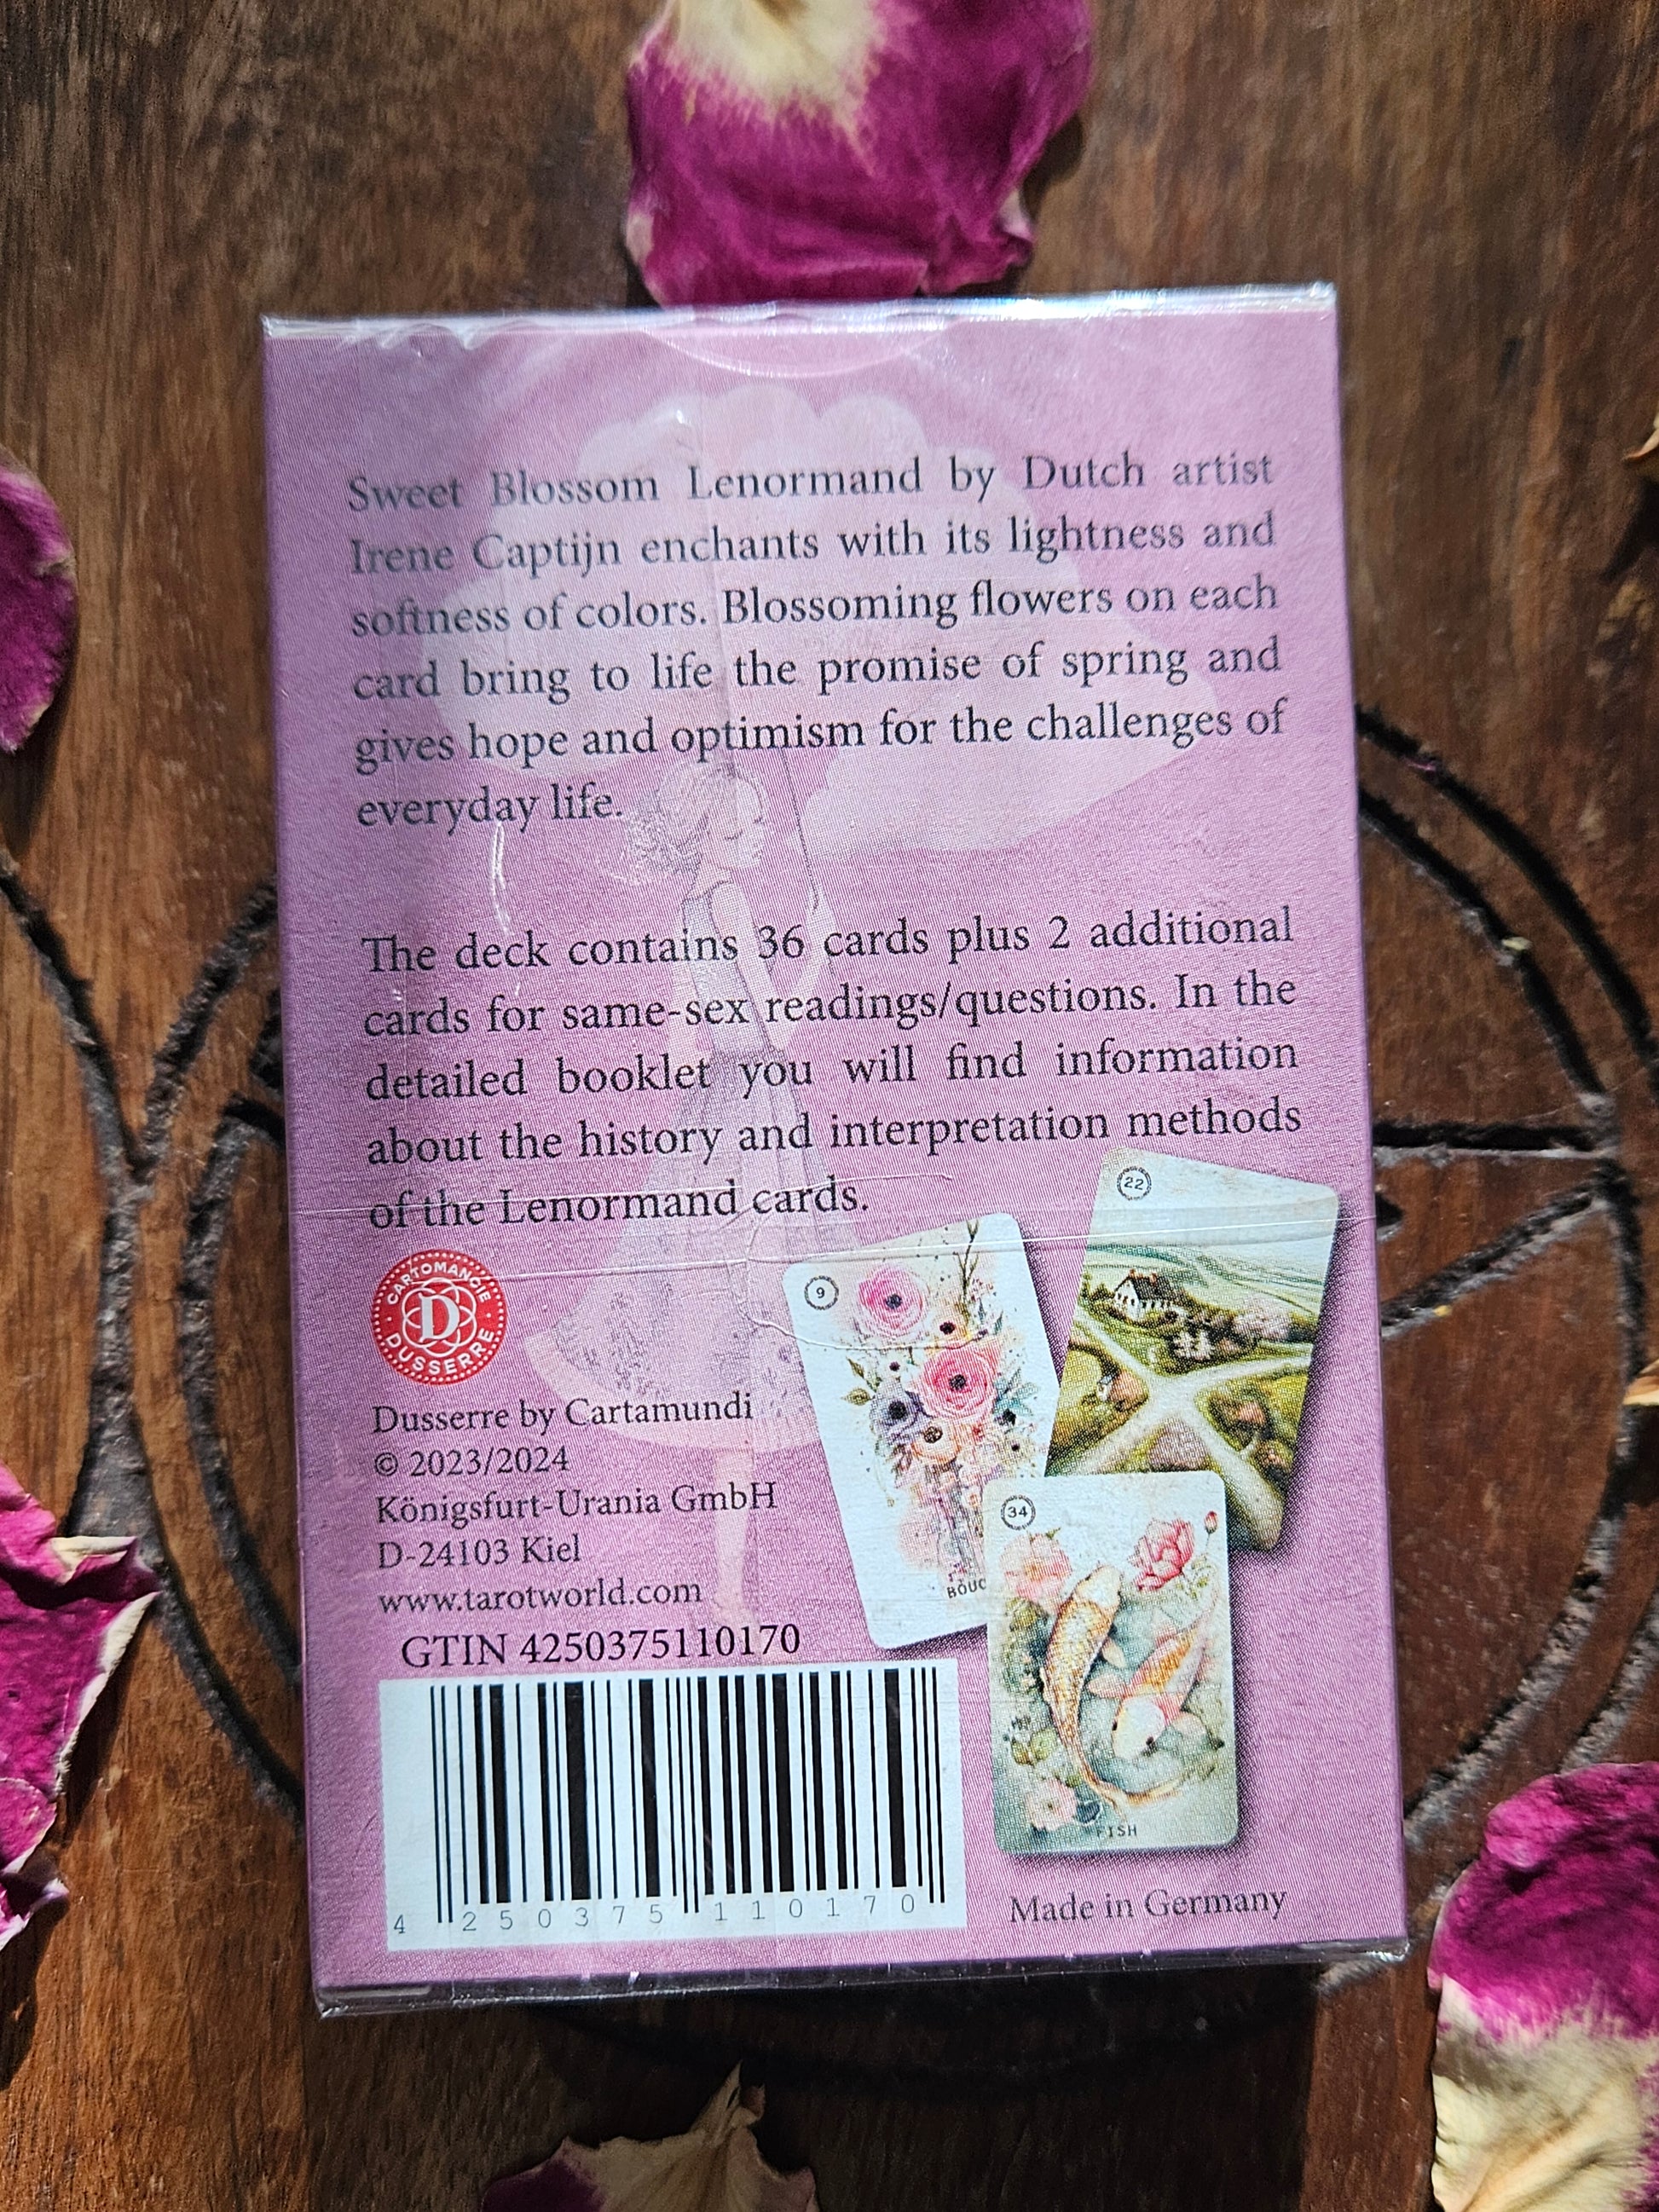 Sweet Blossom Lenormand by Dutch artist
Irene Captijn enchants with its lightness and
softness of colors. Blossoming flowers on each
card bring to life the promise of spring and
gives hope and optimism for the challenges of
everyday life.
The deck contains 36 cards plus 2 additional
cards for same-sex readings/questions. In the
detailed booklet you will find information
about the history and interpretation methods
of the Lenormand cards.
22
9
CARTOMANCIE
D
DUSSERRE
Dusserre by Cartamundi
© 2023/2024
Königsfurt-Urania GmbH
D-24103 Kiel
www.tarotworld.com
GTIN 4250375110170
BOUC
34
FISH
4 250375 110170
Made in Germany